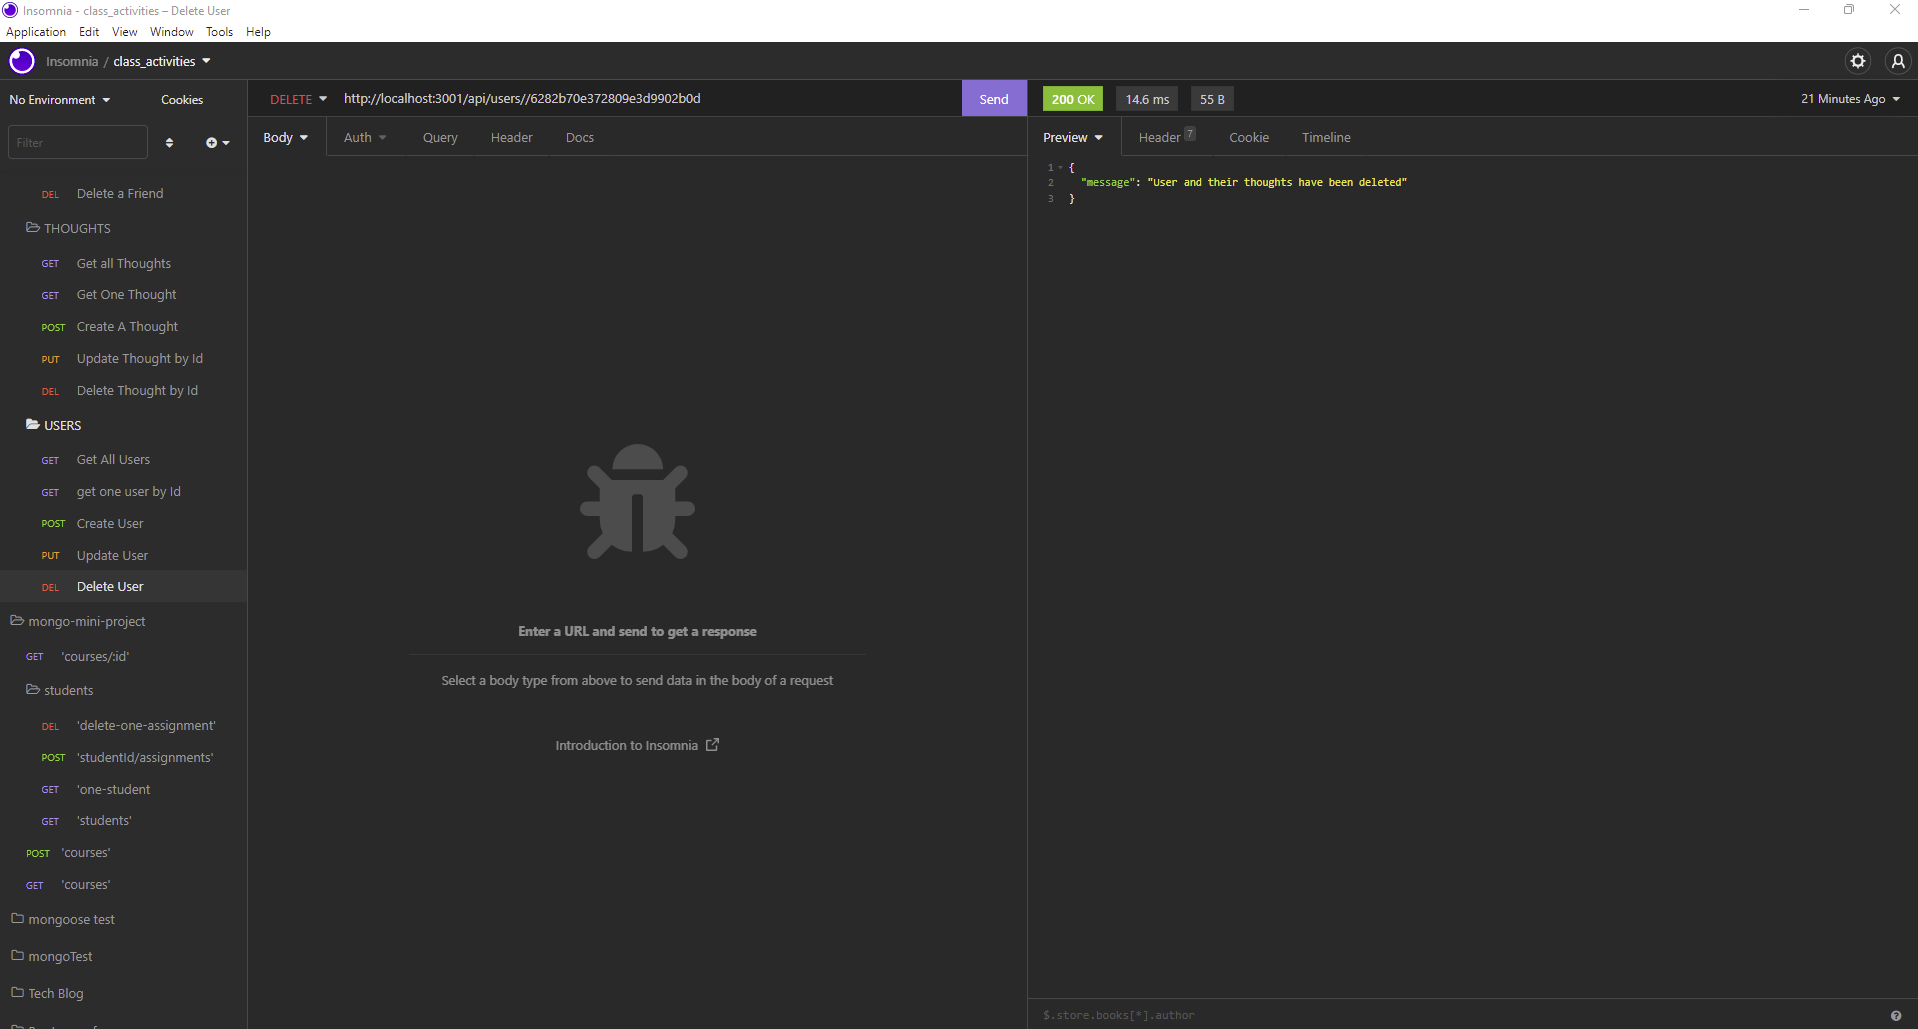 Insomnia - class_activities – Delete User
Application Edit View Window Tools Help
Insomnia / class_activities
No Environment Cookies
DELETE http://localhost:3001/api/users//6282b70e372809e3d9902b0d Send
200 OK 14.6 ms 55 B 21 Minutes Ago
Filter
Body Auth Query Header Docs
Preview Header 7 Cookie Timeline
1 {
2 "message": "User and their thoughts have been deleted"
3 }
DEL Delete a Friend
THOUGHTS
GET Get all Thoughts
GET Get One Thought
POST Create A Thought
PUT Update Thought by Id
DEL Delete Thought by Id
USERS
GET Get All Users
GET get one user by Id
POST Create User
PUT Update User
DEL Delete User
mongo-mini-project
GET 'courses/:id'
students
DEL 'delete-one-assignment'
POST 'studentId/assignments'
GET 'one-student
GET 'students'
POST 'courses'
GET 'courses'
mongoose test
mongoTest
Tech Blog
Enter a URL and send to get a response
Select a body type from above to send data in the body of a request
Introduction to Insomnia
$.store.books[*].author